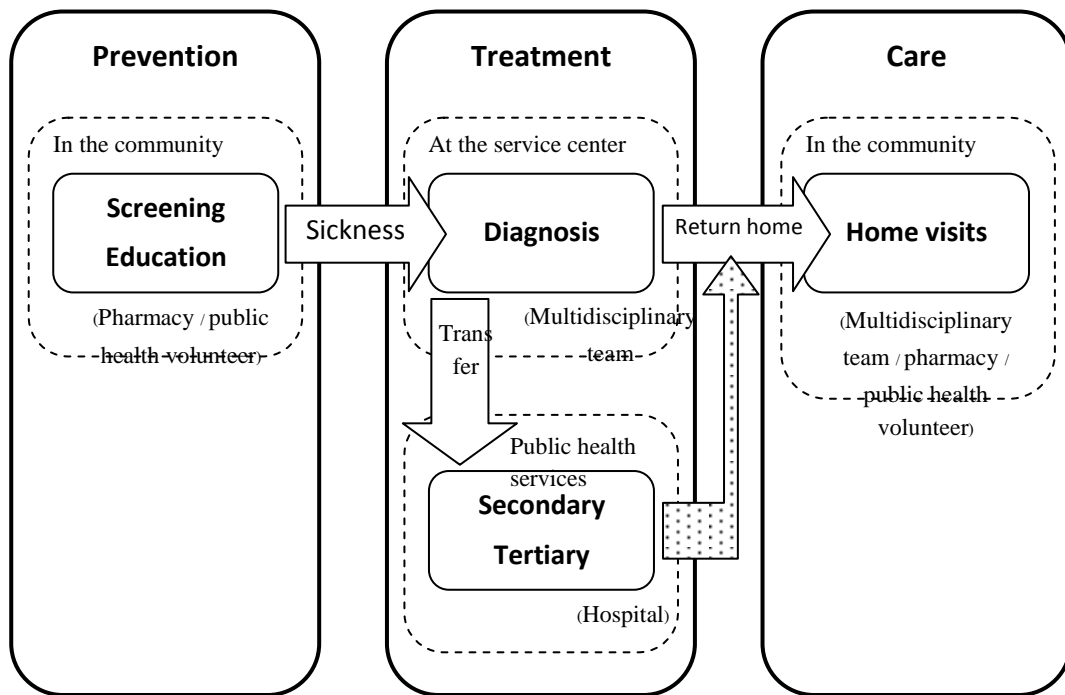 Prevention
In the community
Screening
Education
(Pharmacy / public
health volunteer)
Sickness
Treatment
At the service center
Diagnosis
(Multidisciplinary
team
Trans
fer
Public health
services
Secondary
Tertiary
(Hospital)
Return home
Care
In the community
Home visits
(Multidisciplinary
team / pharmacy /
public health
volunteer)